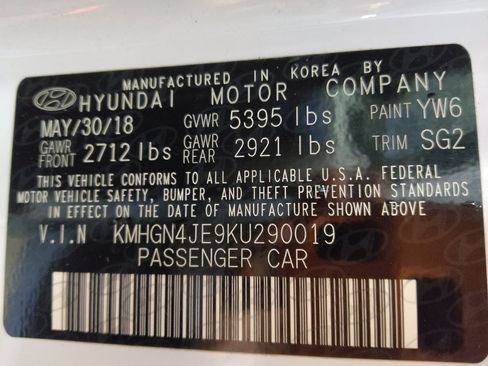 MANUFACTURED IN KOREA BY
HYUNDAI MOTOR COMPANY
MAY/30/18 GVWR 5395 lbs PAINT YW6
GAWR FRONT 2712 lbs GAWR REAR 2921 lbs TRIM SG2
THIS VEHICLE CONFORMS TO ALL APPLICABLE U.S.A. FEDERAL
MOTOR VEHICLE SAFETY, BUMPER, AND THEFT PREVENTION STANDARDS
IN EFFECT ON THE DATE OF MANUFACTURE SHOWN ABOVE
V.I.N KMHGN4JE9KU290019
PASSENGER CAR